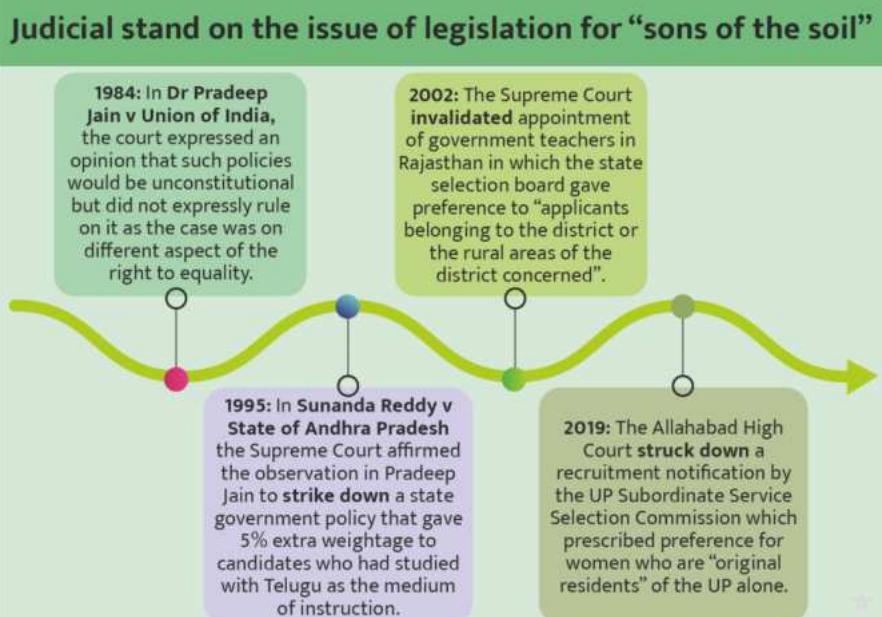 Judicial stand on the issue of legislation for “sons of the soil”
1984: In Dr Pradeep
Jain v Union of India,
the court expressed an
opinion that such policies
would be unconstitutional
but did not expressly rule
on it as the case was on
different aspect of the
right to equality.
1995: In Sunanda Reddy v
State of Andhra Pradesh
the Supreme Court affirmed
the observation in Pradeep
Jain to strike down a state
government policy that gave
5% extra weightage to
candidates who had studied
with Telugu as the medium
of instruction.
2002: The Supreme Court
invalidated appointment
of government teachers in
Rajasthan in which the state
selection board gave
preference to “applicants
belonging to the district or
the rural areas of the
district concerned”.
2019: The Allahabad High
Court struck down a
recruitment notification by
the UP Subordinate Service
Selection Commission which
prescribed preference for
women who are “original
residents” of the UP alone.